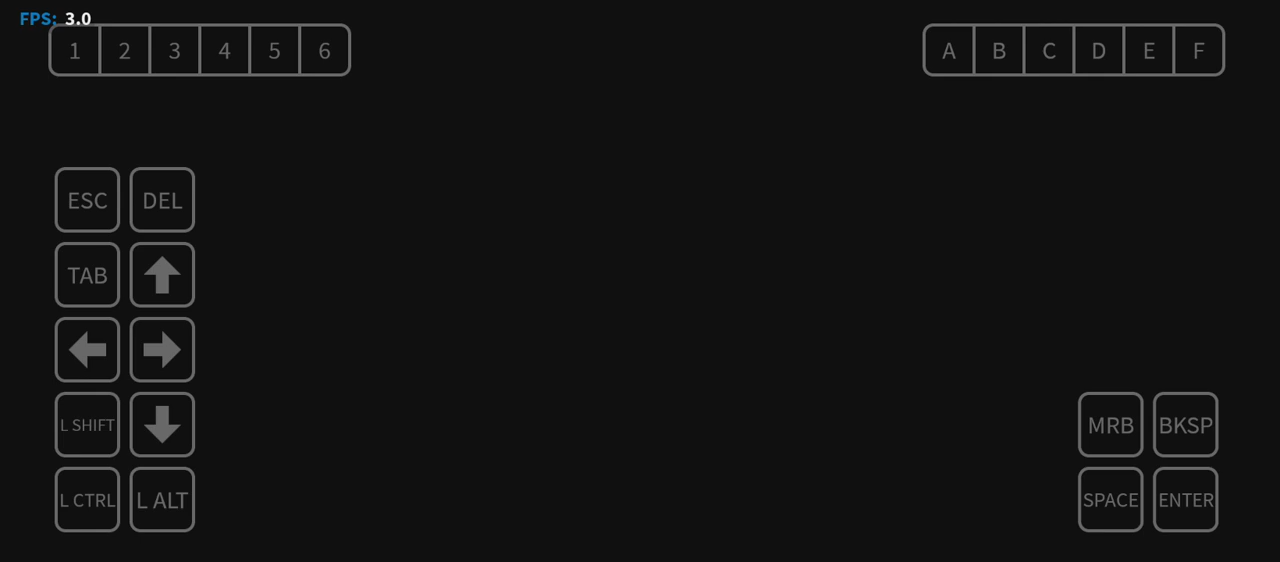 FPS: 3.0
1 2 3 4 5 6
A B C D E F
ESC DEL
TAB
L SHIFT
MRB BKSP
L CTRL L ALT
SPACE ENTER